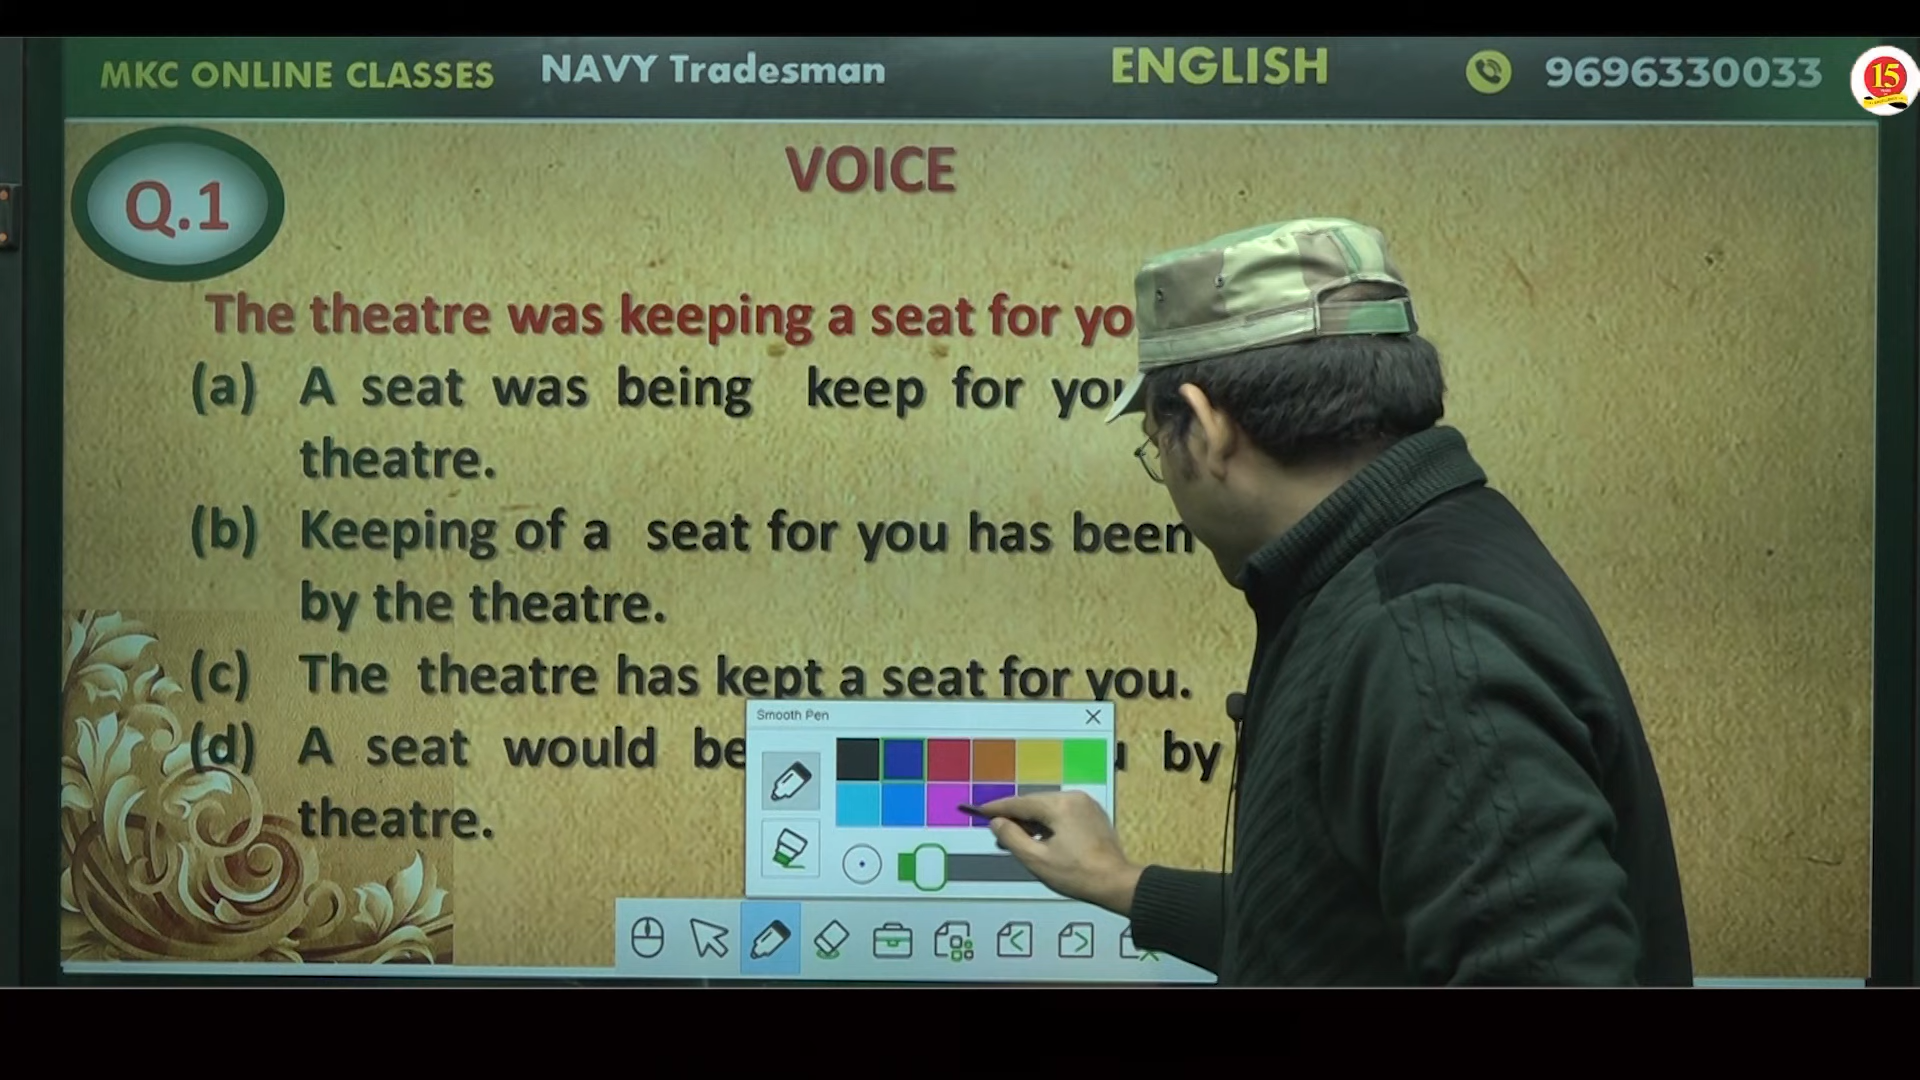 MKC ONLINE CLASSES NAVY Tradesman ENGLISH 9696330033
15
Q.1
VOICE
The theatre was keeping a seat for
(a) A seat was being keep for
theatre.
(b) Keeping of a seat for you has been
by the theatre.
(c) The theatre has kept a seat for you.
(d) A seat would be by
theatre.
Smooth Pen